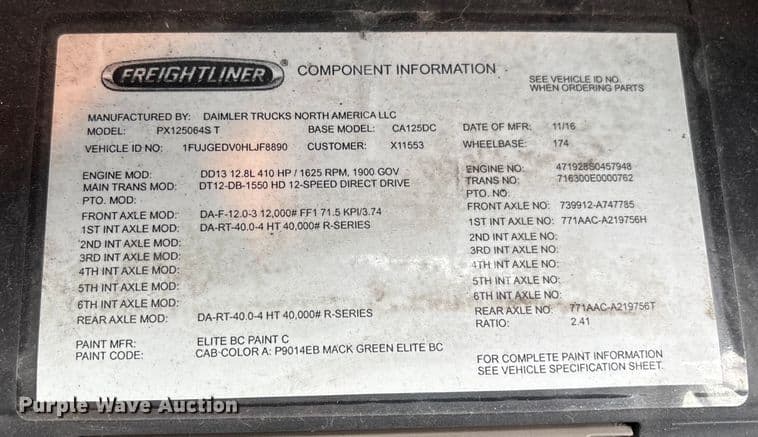 FREIGHTLINER ® COMPONENT INFORMATION
SEE VEHICLE ID NO.
WHEN ORDERING PARTS
MANUFACTURED BY: DAIMLER TRUCKS NORTH AMERICA LLC
MODEL: PX125064S T BASE MODEL: CA125DC DATE OF MFR: 11/16
VEHICLE ID NO: 1FUJGEDV0HLJF8890 CUSTOMER: X11553 WHEELBASE: 174
ENGINE MOD: DD13 12.8L 410 HP / 1625 RPM, 1900 GOV ENGINE NO: 471928S0457948
MAIN TRANS MOD: DT12-DB-1550 HD 12-SPEED DIRECT DRIVE TRANS NO: 716300E0000762
PTO. MOD: PTO. NO:
FRONT AXLE MOD: DA-F-12.0-3 12,000# FF1 71.5 KPI/3.74 FRONT AXLE NO: 739912-A747785
1ST INT AXLE MOD: DA-RT-40.0-4 HT 40,000# R-SERIES 1ST INT AXLE NO: 771AAC-A219756H
2ND INT AXLE MOD: 2ND INT AXLE NO:
3RD INT AXLE MOD: 3RD INT AXLE NO:
4TH INT AXLE MOD: 4TH INT AXLE NO:
5TH INT AXLE MOD: 5TH INT AXLE NO:
6TH INT AXLE MOD: 6TH INT AXLE NO:
REAR AXLE MOD: DA-RT-40.0-4 HT 40,000# R-SERIES REAR AXLE NO: 771AAC-A219756T
RATIO: 2.41
PAINT MFR: ELITE BC PAINT C
PAINT CODE: CAB-COLOR A: P9014EB MACK GREEN ELITE BC
FOR COMPLETE PAINT INFORMATION
SEE VEHICLE SPECIFICATION SHEET.
Purple Wave Auction